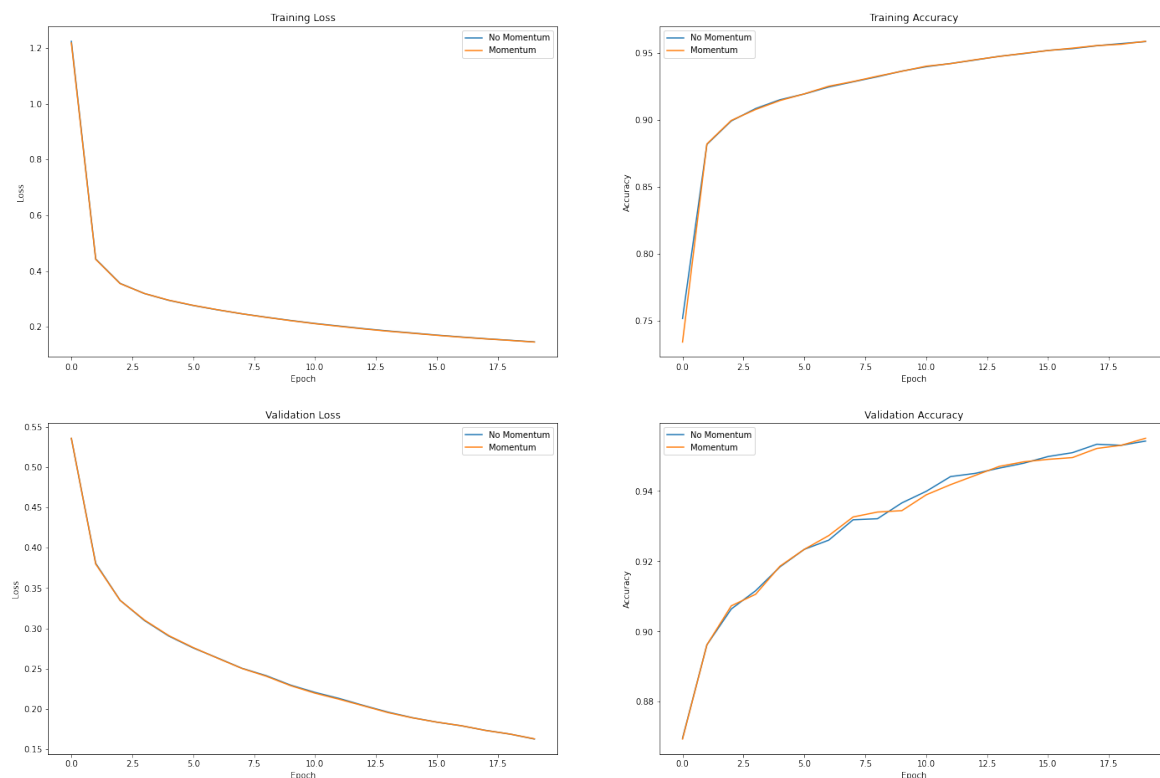 Training Loss
1.2
1.0
0.8
0.6
0.4
0.2
Loss
No Momentum
Momentum
0.0 2.5 5.0 7.5 10.0 12.5 15.0 17.5
Epoch
Training Accuracy
0.95
0.90
0.85
0.80
0.75
Accuracy
No Momentum
Momentum
0.0 2.5 5.0 7.5 10.0 12.5 15.0 17.5
Epoch
Validation Loss
0.55
0.50
0.45
0.40
0.35
0.30
0.25
0.20
0.15
Loss
No Momentum
Momentum
0.0 2.5 5.0 7.5 10.0 12.5 15.0 17.5
Epoch
Validation Accuracy
0.94
0.92
0.90
0.88
Accuracy
No Momentum
Momentum
0.0 2.5 5.0 7.5 10.0 12.5 15.0 17.5
Epoch